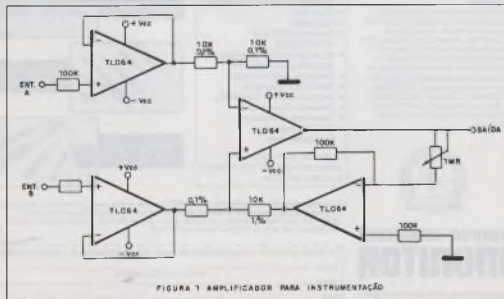 +Vcc
10K
0,1%
10K
0,1%
TL064
100K
ENT.
A
-Vcc
+Vcc
TL064
SAÍDA
-Vcc
100K
1MR
+Vcc
ENT.
B
TL064
0,1%
10K
1%
TL064
100K
-Vcc
FIGURA 1 AMPLIFICADOR PARA INSTRUMENTAÇÃO